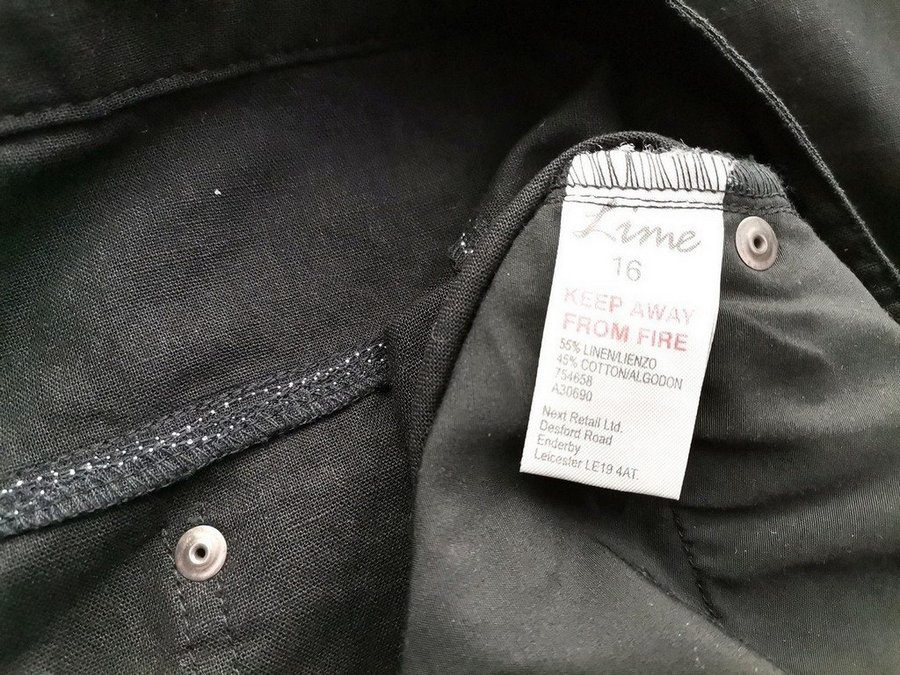 Lime
16
KEEP AWAY
FROM FIRE
55% LINEN/LIENZO
45% COTTON/ALGODON
754658
A30690
Next Retail Ltd.
Desford Road
Enderby
Leicester LE19 4AT.